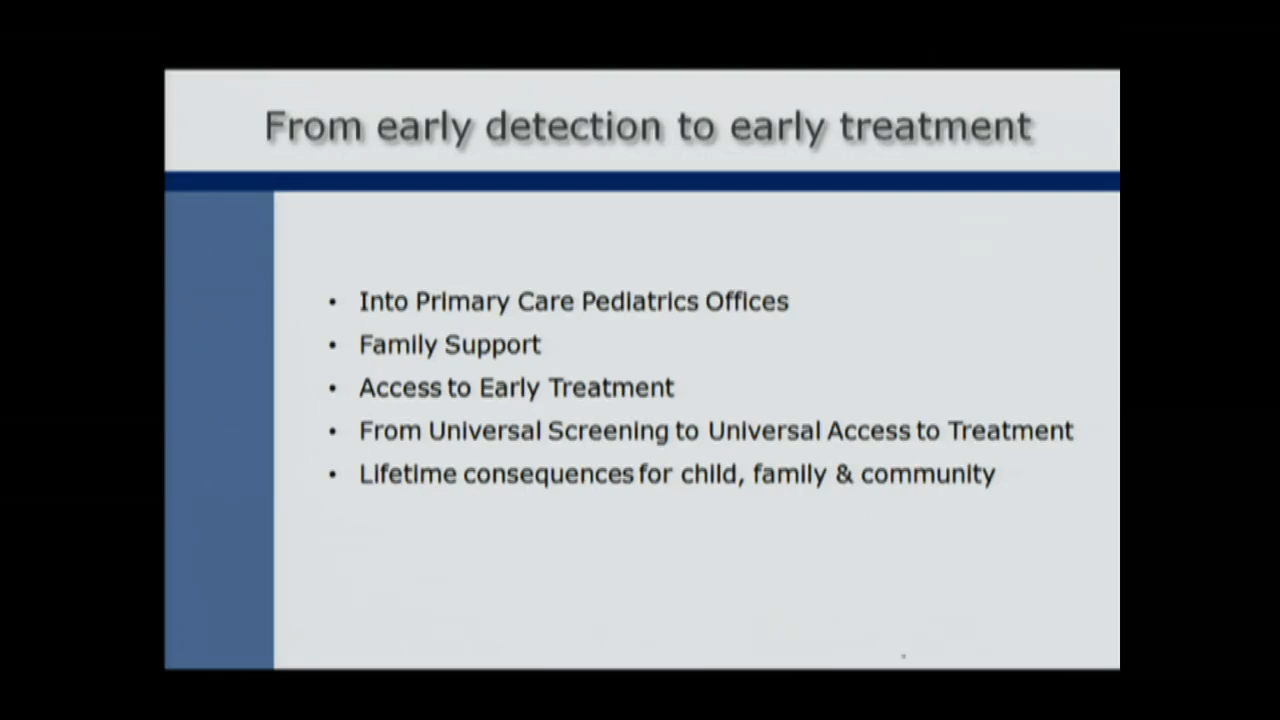 From early detection to early treatment
• Into Primary Care Pediatrics Offices
• Family Support
• Access to Early Treatment
• From Universal Screening to Universal Access to Treatment
• Lifetime consequences for child, family & community